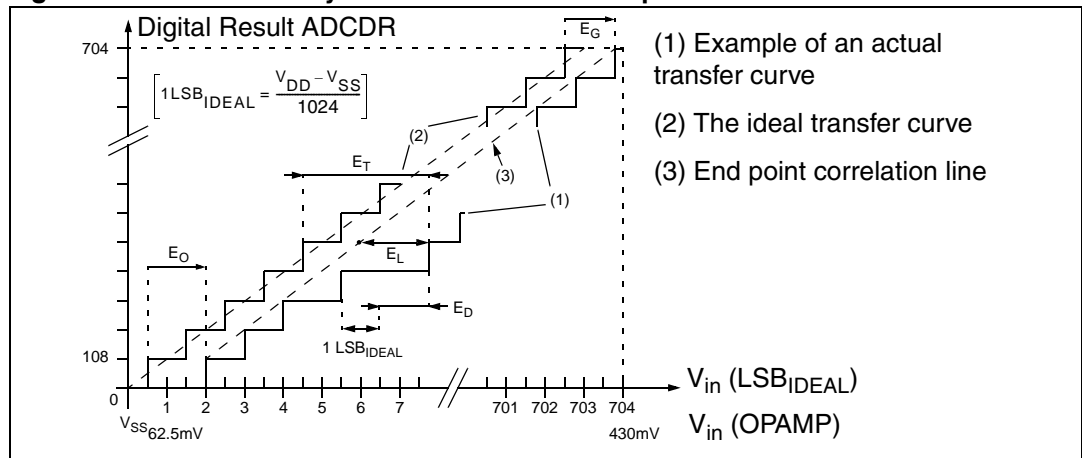 Digital Result ADCDR
E_G
704
[1LSB_IDEAL = (V_DD – V_SS) / 1024]
(1) Example of an actual
transfer curve
(2) The ideal transfer curve
(3) End point correlation line
(2)
E_T
(3)
(1)
E_O
E_L
E_D
1 LSB_IDEAL
108
0
1 2 3 4 5 6 7 701 702 703 704
V_in (LSB_IDEAL)
V_SS 62.5mV
430mV
V_in (OPAMP)